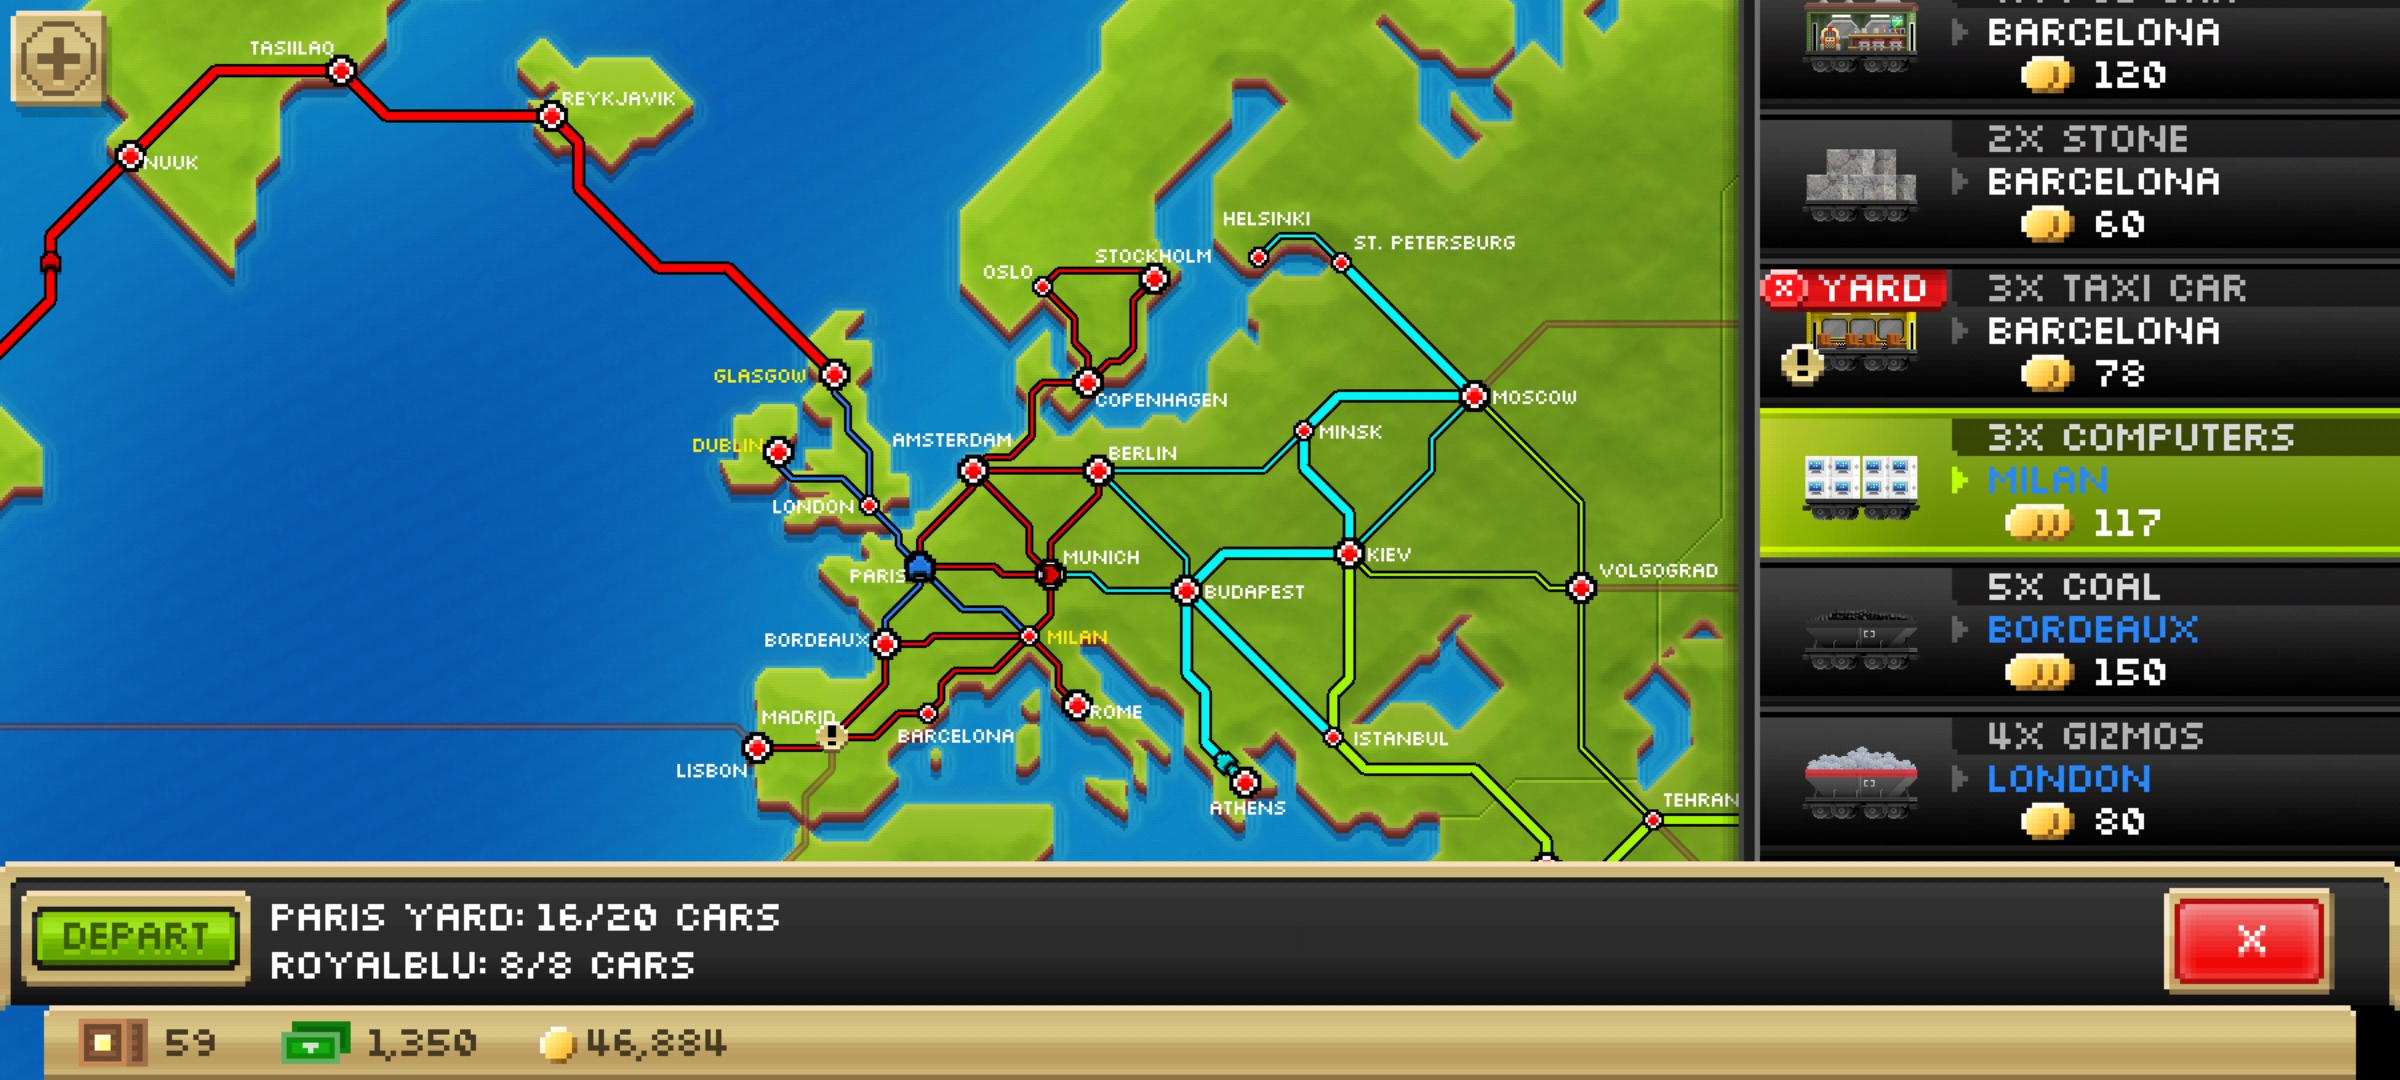 TASIILAQ
REYKJAVIK
NUUK
HELSINKI
ST. PETERSBURG
STOCKHOLM
OSLO
GLASGOW
COPENHAGEN
MOSCOW
DUBLIN
AMSTERDAM
BERLIN
MINSK
LONDON
PARIS
MUNICH
KIEV
VOLGOGRAD
BUDAPEST
BORDEAUX
MILAN
MADRID
ROME
BARCELONA
ISTANBUL
LISBON
ATHENS
TEHRAN
BARCELONA
120
2X STONE
BARCELONA
60
X YARD
3X TAXI CAR
!
BARCELONA
78
3X COMPUTERS
MILAN
117
5X COAL
BORDEAUX
150
4X GIZMOS
LONDON
80
DEPART
PARIS YARD: 16/20 CARS
ROYALBLU: 8/8 CARS
X
59
1,350
46,884